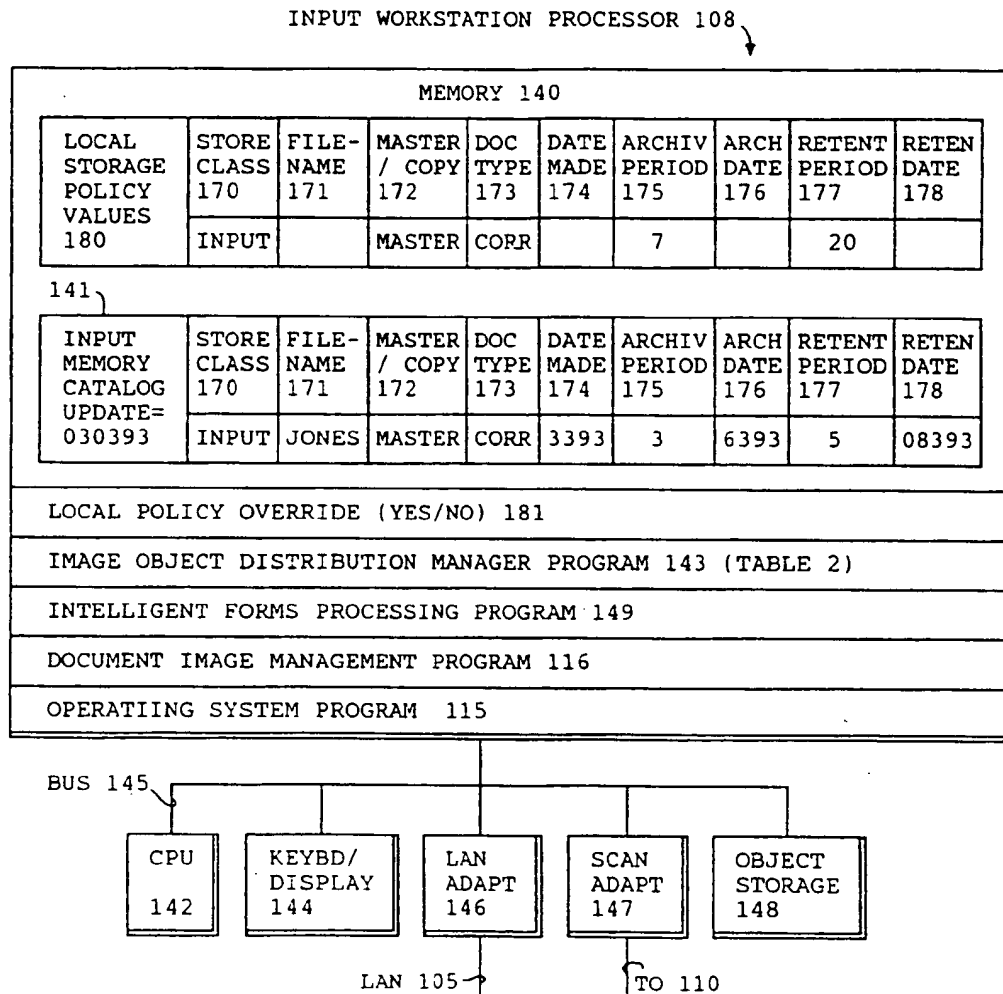 INPUT WORKSTATION PROCESSOR 108
MEMORY 140
LOCAL STORAGE POLICY VALUES 180
STORE CLASS 170
FILE- NAME 171
MASTER / COPY 172
DOC TYPE 173
DATE MADE 174
ARCHIV PERIOD 175
ARCH DATE 176
RETENT PERIOD 177
RETEN DATE 178
INPUT MASTER CORR 7 20
141
INPUT MEMORY CATALOG UPDATE= 030393
STORE CLASS 170
FILE- NAME 171
MASTER / COPY 172
DOC TYPE 173
DATE MADE 174
ARCHIV PERIOD 175
ARCH DATE 176
RETENT PERIOD 177
RETEN DATE 178
INPUT JONES MASTER CORR 3393 3 6393 5 08393
LOCAL POLICY OVERRIDE (YES/NO) 181
IMAGE OBJECT DISTRIBUTION MANAGER PROGRAM 143 (TABLE 2)
INTELLIGENT FORMS PROCESSING PROGRAM 149
DOCUMENT IMAGE MANAGEMENT PROGRAM 116
OPERATIING SYSTEM PROGRAM 115
BUS 145
CPU 142
KEYBD/ DISPLAY 144
LAN ADAPT 146
SCAN ADAPT 147
OBJECT STORAGE 148
LAN 105
TO 110